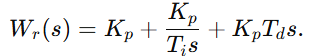 $$W_r(s) = K_p + \frac{K_p}{T_i s} + K_p T_d s.$$